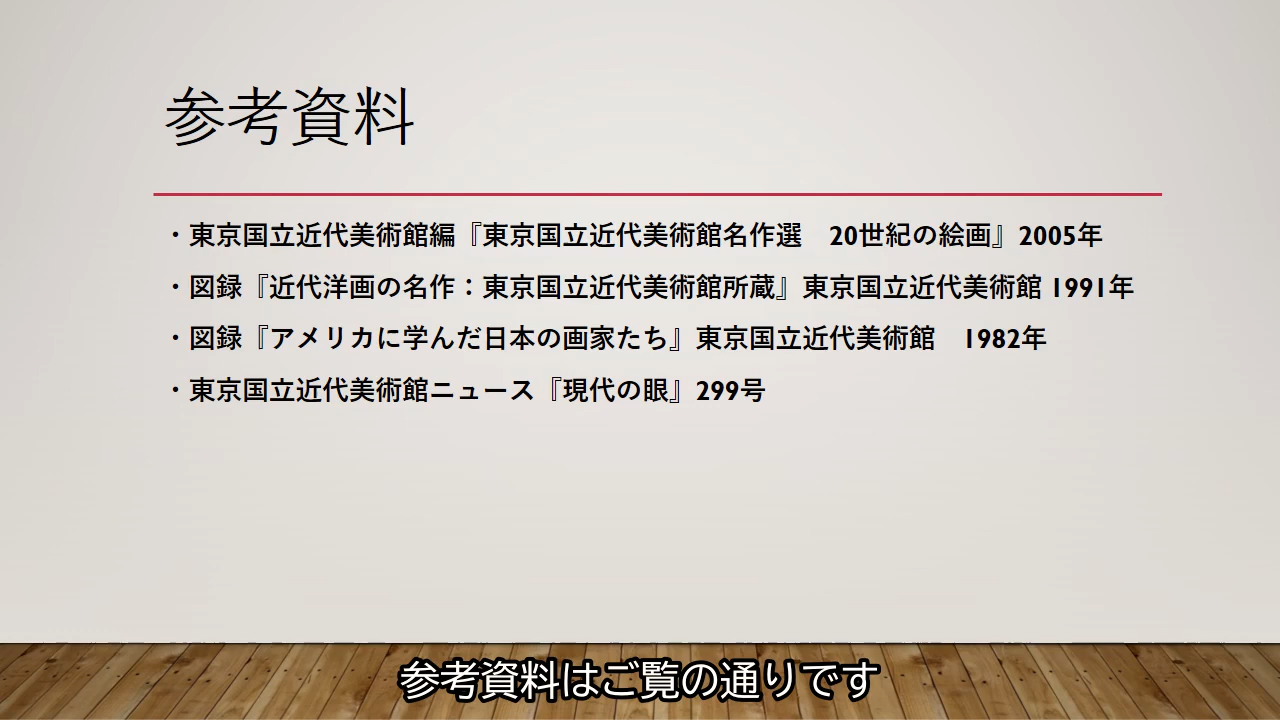 参考資料
・東京国立近代美術館編『東京国立近代美術館名作選　20世紀の絵画』2005年
・図録『近代洋画の名作：東京国立近代美術館所蔵』東京国立近代美術館 1991年
・図録『アメリカに学んだ日本の画家たち』東京国立近代美術館　1982年
・東京国立近代美術館ニュース『現代の眼』299号
参考資料はご覧の通りです